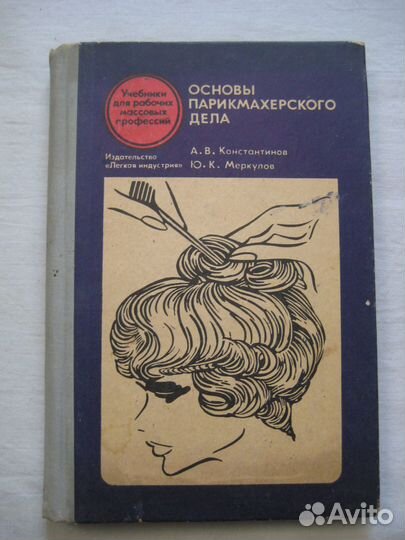 Учебники
для рабочих
массовых
профессий
ОСНОВЫ
ПАРИКМАХЕРСКОГО
ДЕЛА
Издательство
«Легкая индустрия»
А. В. Константинов
Ю. К. Меркулов
Avito